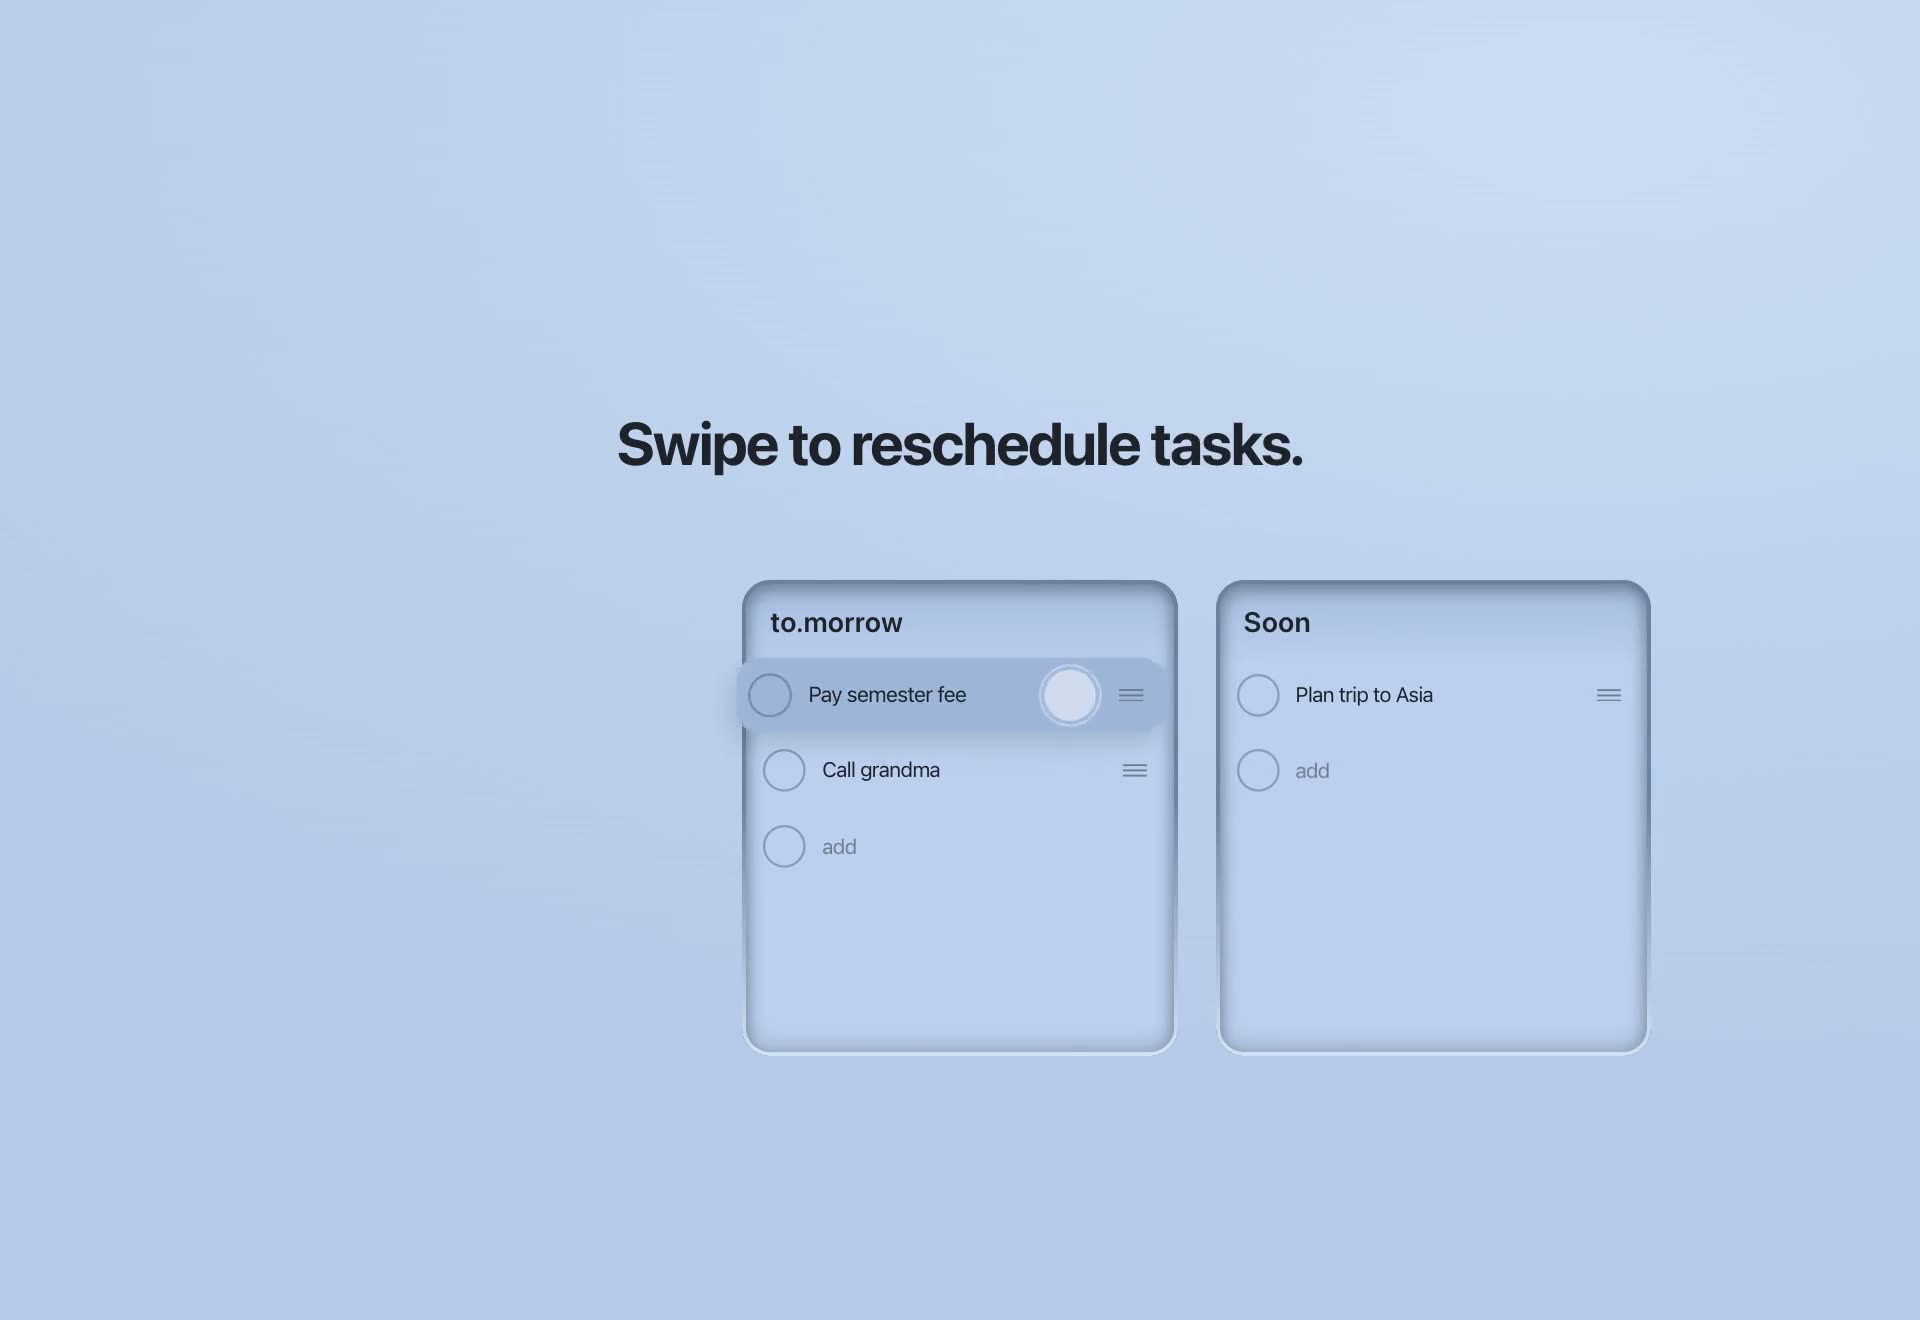 Swipe to reschedule tasks.
to.morrow
Pay semester fee
Call grandma
add
Soon
Plan trip to Asia
add